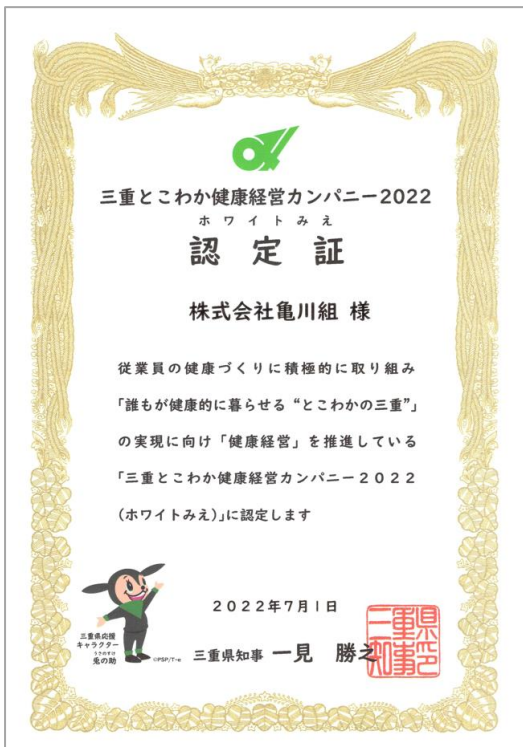 三重とこわか健康経営カンパニー2022
ホワイトみえ
認定証
株式会社亀川組 様
従業員の健康づくりに積極的に取り組み
「誰もが健康的に暮らせる “とこわかの三重”」
の実現に向け「健康経営」を推進している
「三重とこわか健康経営カンパニー2022
(ホワイトみえ)」に認定します
2022年7月1日
三重県知事 一見 勝之
三重県知事印
三重県応援
キャラクター
うさのすけ
兎の助
©PSP/T・e